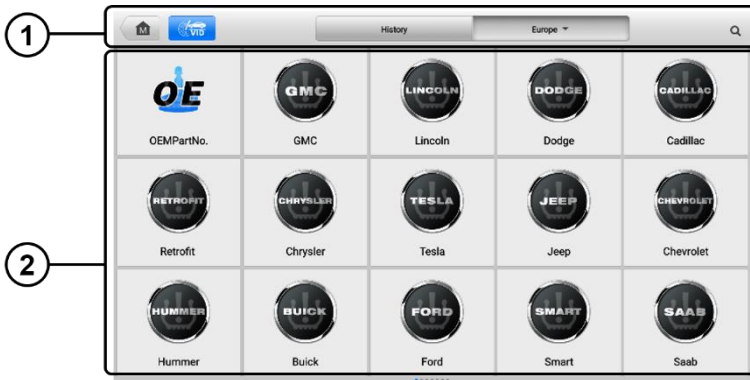 1
M
VID
History
Europe
2
OE
GMC
LINCOLN
DODGE
CADILLAC
OEMPartNo.
GMC
Lincoln
Dodge
Cadillac
RETROFIT
CHRYSLER
TESLA
JEEP
CHEVROLET
Retrofit
Chrysler
Tesla
Jeep
Chevrolet
HUMMER
BUICK
FORD
SMART
SAAB
Hummer
Buick
Ford
Smart
Saab